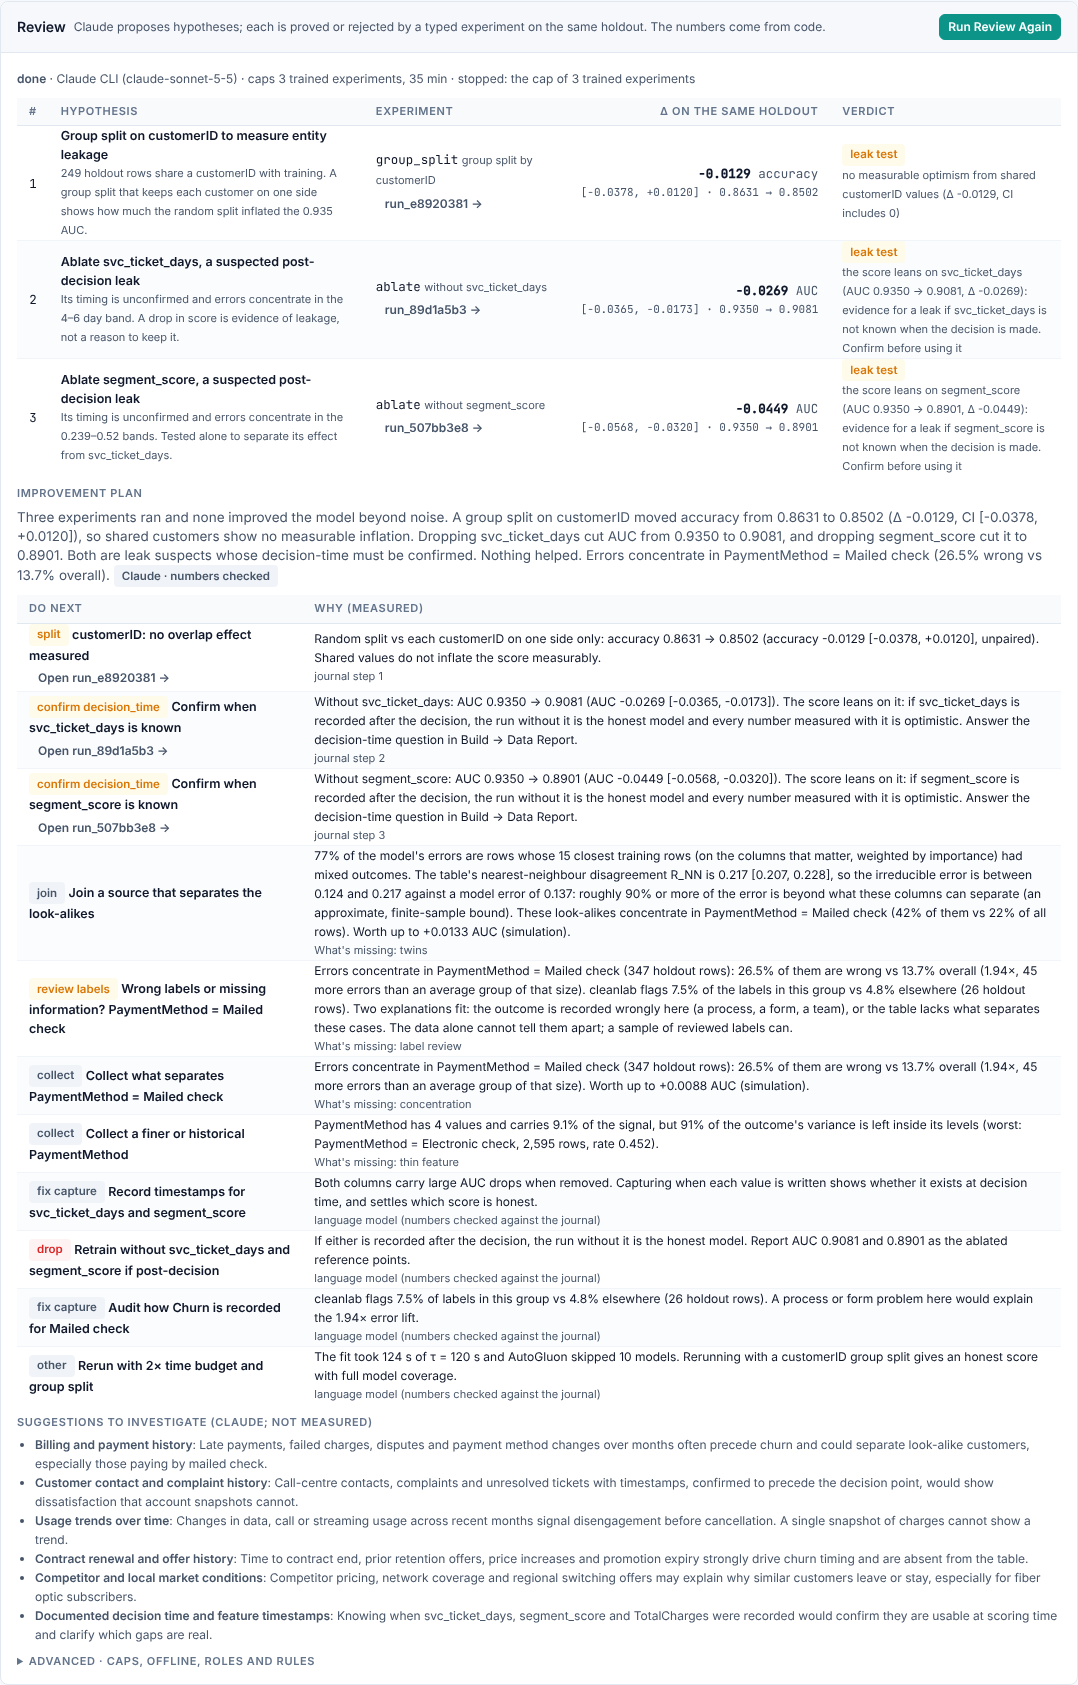 Review Claude proposes hypotheses; each is proved or rejected by a typed experiment on the same holdout. The numbers come from code.
Run Review Again
done · Claude CLI (claude-sonnet-5-5) · caps 3 trained experiments, 35 min · stopped: the cap of 3 trained experiments
# HYPOTHESIS EXPERIMENT Δ ON THE SAME HOLDOUT VERDICT
1
Group split on customerID to measure entity
leakage
249 holdout rows share a customerID with training. A
group split that keeps each customer on one side
shows how much the random split inflated the 0.935
AUC.
group_split group split by
customerID
run_e8920381 →
-0.0129 accuracy
[-0.0378, +0.0120] · 0.8631 → 0.8502
leak test
no measurable optimism from shared
customerID values (Δ -0.0129, CI
includes 0)
2
Ablate svc_ticket_days, a suspected post-
decision leak
Its timing is unconfirmed and errors concentrate in the
4–6 day band. A drop in score is evidence of leakage,
not a reason to keep it.
ablate without svc_ticket_days
run_89d1a5b3 →
-0.0269 AUC
[-0.0365, -0.0173] · 0.9350 → 0.9081
leak test
the score leans on svc_ticket_days
(AUC 0.9350 → 0.9081, Δ -0.0269):
evidence for a leak if svc_ticket_days is
not known when the decision is made.
Confirm before using it
3
Ablate segment_score, a suspected post-
decision leak
Its timing is unconfirmed and errors concentrate in the
0.239–0.52 bands. Tested alone to separate its effect
from svc_ticket_days.
ablate without segment_score
run_507bb3e8 →
-0.0449 AUC
[-0.0568, -0.0320] · 0.9350 → 0.8901
leak test
the score leans on segment_score
(AUC 0.9350 → 0.8901, Δ -0.0449):
evidence for a leak if segment_score is
not known when the decision is made.
Confirm before using it
IMPROVEMENT PLAN
Three experiments ran and none improved the model beyond noise. A group split on customerID moved accuracy from 0.8631 to 0.8502 (Δ -0.0129, CI [-0.0378,
+0.0120]), so shared customers show no measurable inflation. Dropping svc_ticket_days cut AUC from 0.9350 to 0.9081, and dropping segment_score cut it to
0.8901. Both are leak suspects whose decision-time must be confirmed. Nothing helped. Errors concentrate in PaymentMethod = Mailed check (26.5% wrong vs
13.7% overall). Claude · numbers checked
DO NEXT WHY (MEASURED)
split customerID: no overlap effect
measured
Open run_e8920381 →
Random split vs each customerID on one side only: accuracy 0.8631 → 0.8502 (accuracy -0.0129 [-0.0378, +0.0120], unpaired).
Shared values do not inflate the score measurably.
journal step 1
confirm decision_time Confirm when
svc_ticket_days is known
Open run_89d1a5b3 →
Without svc_ticket_days: AUC 0.9350 → 0.9081 (AUC -0.0269 [-0.0365, -0.0173]). The score leans on it: if svc_ticket_days is
recorded after the decision, the run without it is the honest model and every number measured with it is optimistic. Answer the
decision-time question in Build → Data Report.
journal step 2
confirm decision_time Confirm when
segment_score is known
Open run_507bb3e8 →
Without segment_score: AUC 0.9350 → 0.8901 (AUC -0.0449 [-0.0568, -0.0320]). The score leans on it: if segment_score is
recorded after the decision, the run without it is the honest model and every number measured with it is optimistic. Answer the
decision-time question in Build → Data Report.
journal step 3
join Join a source that separates the
look-alikes
77% of the model's errors are rows whose 15 closest training rows (on the columns that matter, weighted by importance) had
mixed outcomes. The table's nearest-neighbour disagreement R_NN is 0.217 [0.207, 0.228], so the irreducible error is between
0.124 and 0.217 against a model error of 0.137: roughly 90% or more of the error is beyond what these columns can separate (an
approximate, finite-sample bound). These look-alikes concentrate in PaymentMethod = Mailed check (42% of them vs 22% of all
rows). Worth up to +0.0133 AUC (simulation).
What's missing: twins
review labels Wrong labels or missing
information? PaymentMethod = Mailed
check
Errors concentrate in PaymentMethod = Mailed check (347 holdout rows): 26.5% of them are wrong vs 13.7% overall (1.94×, 45
more errors than an average group of that size). cleanlab flags 7.5% of the labels in this group vs 4.8% elsewhere (26 holdout
rows). Two explanations fit: the outcome is recorded wrongly here (a process, a form, a team), or the table lacks what separates
these cases. The data alone cannot tell them apart; a sample of reviewed labels can.
What's missing: label review
collect Collect what separates
PaymentMethod = Mailed check
Errors concentrate in PaymentMethod = Mailed check (347 holdout rows): 26.5% of them are wrong vs 13.7% overall (1.94×, 45
more errors than an average group of that size). Worth up to +0.0088 AUC (simulation).
What's missing: concentration
collect Collect a finer or historical
PaymentMethod
PaymentMethod has 4 values and carries 9.1% of the signal, but 91% of the outcome's variance is left inside its levels (worst:
PaymentMethod = Electronic check, 2,595 rows, rate 0.452).
What's missing: thin feature
fix capture Record timestamps for
svc_ticket_days and segment_score
Both columns carry large AUC drops when removed. Capturing when each value is written shows whether it exists at decision
time, and settles which score is honest.
language model (numbers checked against the journal)
drop Retrain without svc_ticket_days and
segment_score if post-decision
If either is recorded after the decision, the run without it is the honest model. Report AUC 0.9081 and 0.8901 as the ablated
reference points.
language model (numbers checked against the journal)
fix capture Audit how Churn is recorded
for Mailed check
cleanlab flags 7.5% of labels in this group vs 4.8% elsewhere (26 holdout rows). A process or form problem here would explain
the 1.94× error lift.
language model (numbers checked against the journal)
other Rerun with 2× time budget and
group split
The fit took 124 s of τ = 120 s and AutoGluon skipped 10 models. Rerunning with a customerID group split gives an honest score
with full model coverage.
language model (numbers checked against the journal)
SUGGESTIONS TO INVESTIGATE (CLAUDE; NOT MEASURED)
• Billing and payment history: Late payments, failed charges, disputes and payment method changes over months often precede churn and could separate look-alike customers,
especially those paying by mailed check.
• Customer contact and complaint history: Call-centre contacts, complaints and unresolved tickets with timestamps, confirmed to precede the decision point, would show
dissatisfaction that account snapshots cannot.
• Usage trends over time: Changes in data, call or streaming usage across recent months signal disengagement before cancellation. A single snapshot of charges cannot show a
trend.
• Contract renewal and offer history: Time to contract end, prior retention offers, price increases and promotion expiry strongly drive churn timing and are absent from the table.
• Competitor and local market conditions: Competitor pricing, network coverage and regional switching offers may explain why similar customers leave or stay, especially for fiber
optic subscribers.
• Documented decision time and feature timestamps: Knowing when svc_ticket_days, segment_score and TotalCharges were recorded would confirm they are usable at scoring time
and clarify which gaps are real.
▶ ADVANCED · CAPS, OFFLINE, ROLES AND RULES